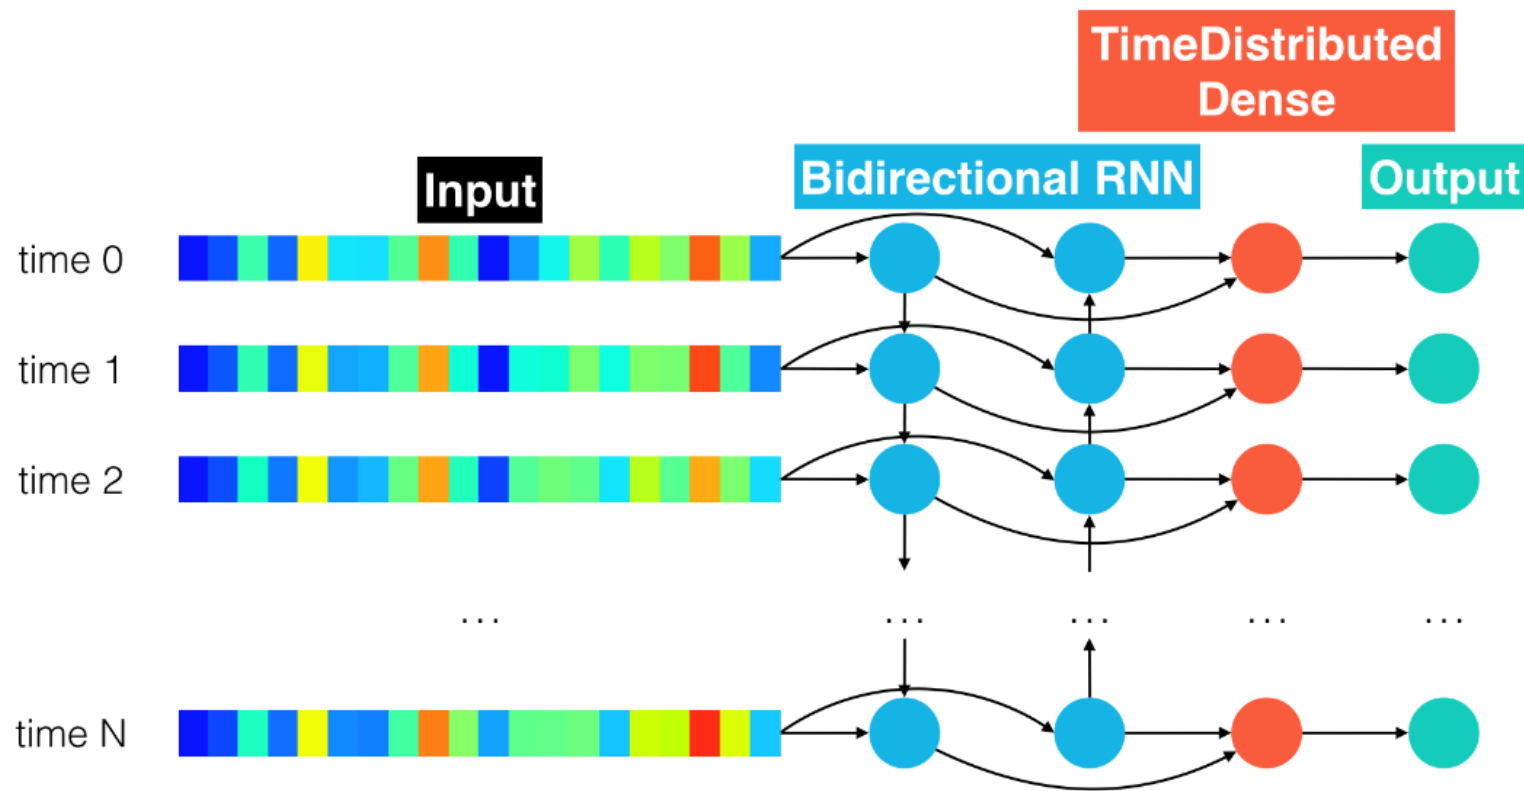 TimeDistributed
Dense
Input
Bidirectional RNN
Output
time 0
time 1
time 2
... ... ... ... ...
time N